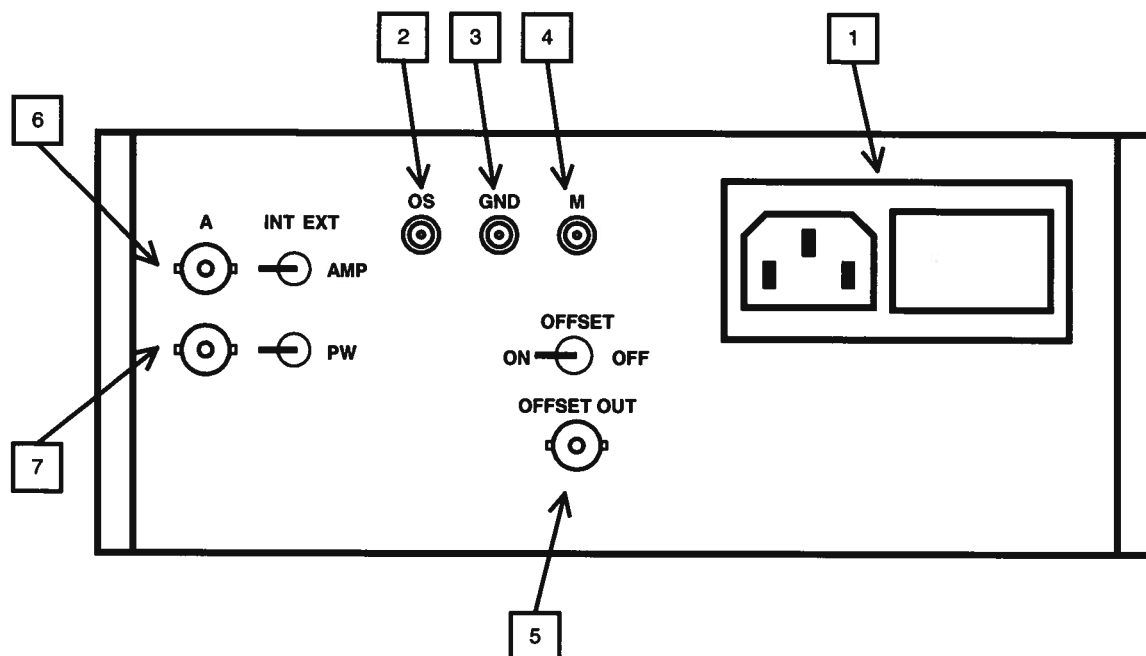 2 3 4 1
6
OS GND M
A INT EXT
AMP
OFFSET
PW
ON OFF
OFFSET OUT
7
5